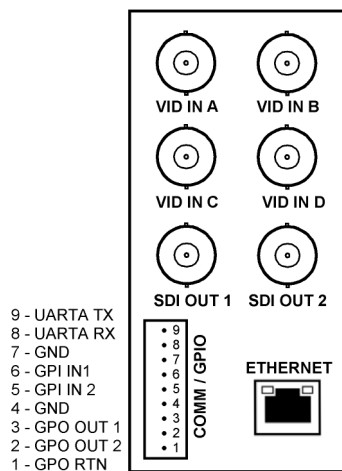 VID IN A VID IN B
VID IN C VID IN D
SDI OUT 1 SDI OUT 2
9 - UARTA TX
8 - UARTA RX
7 - GND
6 - GPI IN1
5 - GPI IN 2
4 - GND
3 - GPO OUT 1
2 - GPO OUT 2
1 - GPO RTN
9
8
7
6
5
4
3
2
1
COMM / GPIO
ETHERNET